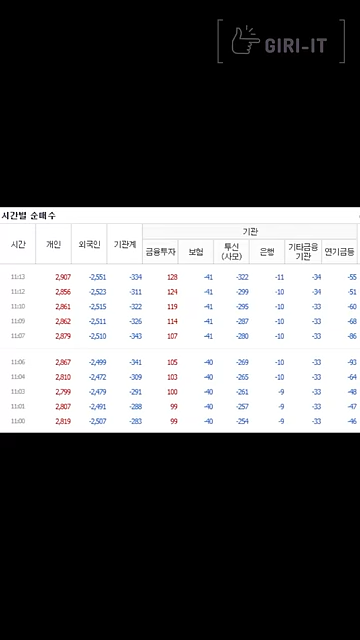 GIRI-IT
시간별 순매수
시간 개인 외국인 기관계 기관
금융투자 보험 투신(사모) 은행 기타금융기관 연기금등
11:13 2,907 -2,551 -334 128 -41 -322 -11 -34 -55
11:12 2,856 -2,523 -311 124 -41 -299 -10 -34 -51
11:10 2,861 -2,515 -322 119 -41 -295 -10 -33 -60
11:09 2,862 -2,511 -326 114 -41 -287 -10 -33 -68
11:07 2,879 -2,510 -343 107 -41 -280 -10 -33 -86
11:06 2,867 -2,499 -341 105 -40 -269 -10 -33 -93
11:04 2,810 -2,472 -309 103 -40 -265 -10 -33 -64
11:03 2,799 -2,479 -291 100 -40 -261 -9 -33 -48
11:01 2,807 -2,491 -288 99 -40 -257 -9 -33 -47
11:00 2,819 -2,507 -283 99 -40 -254 -9 -33 -46